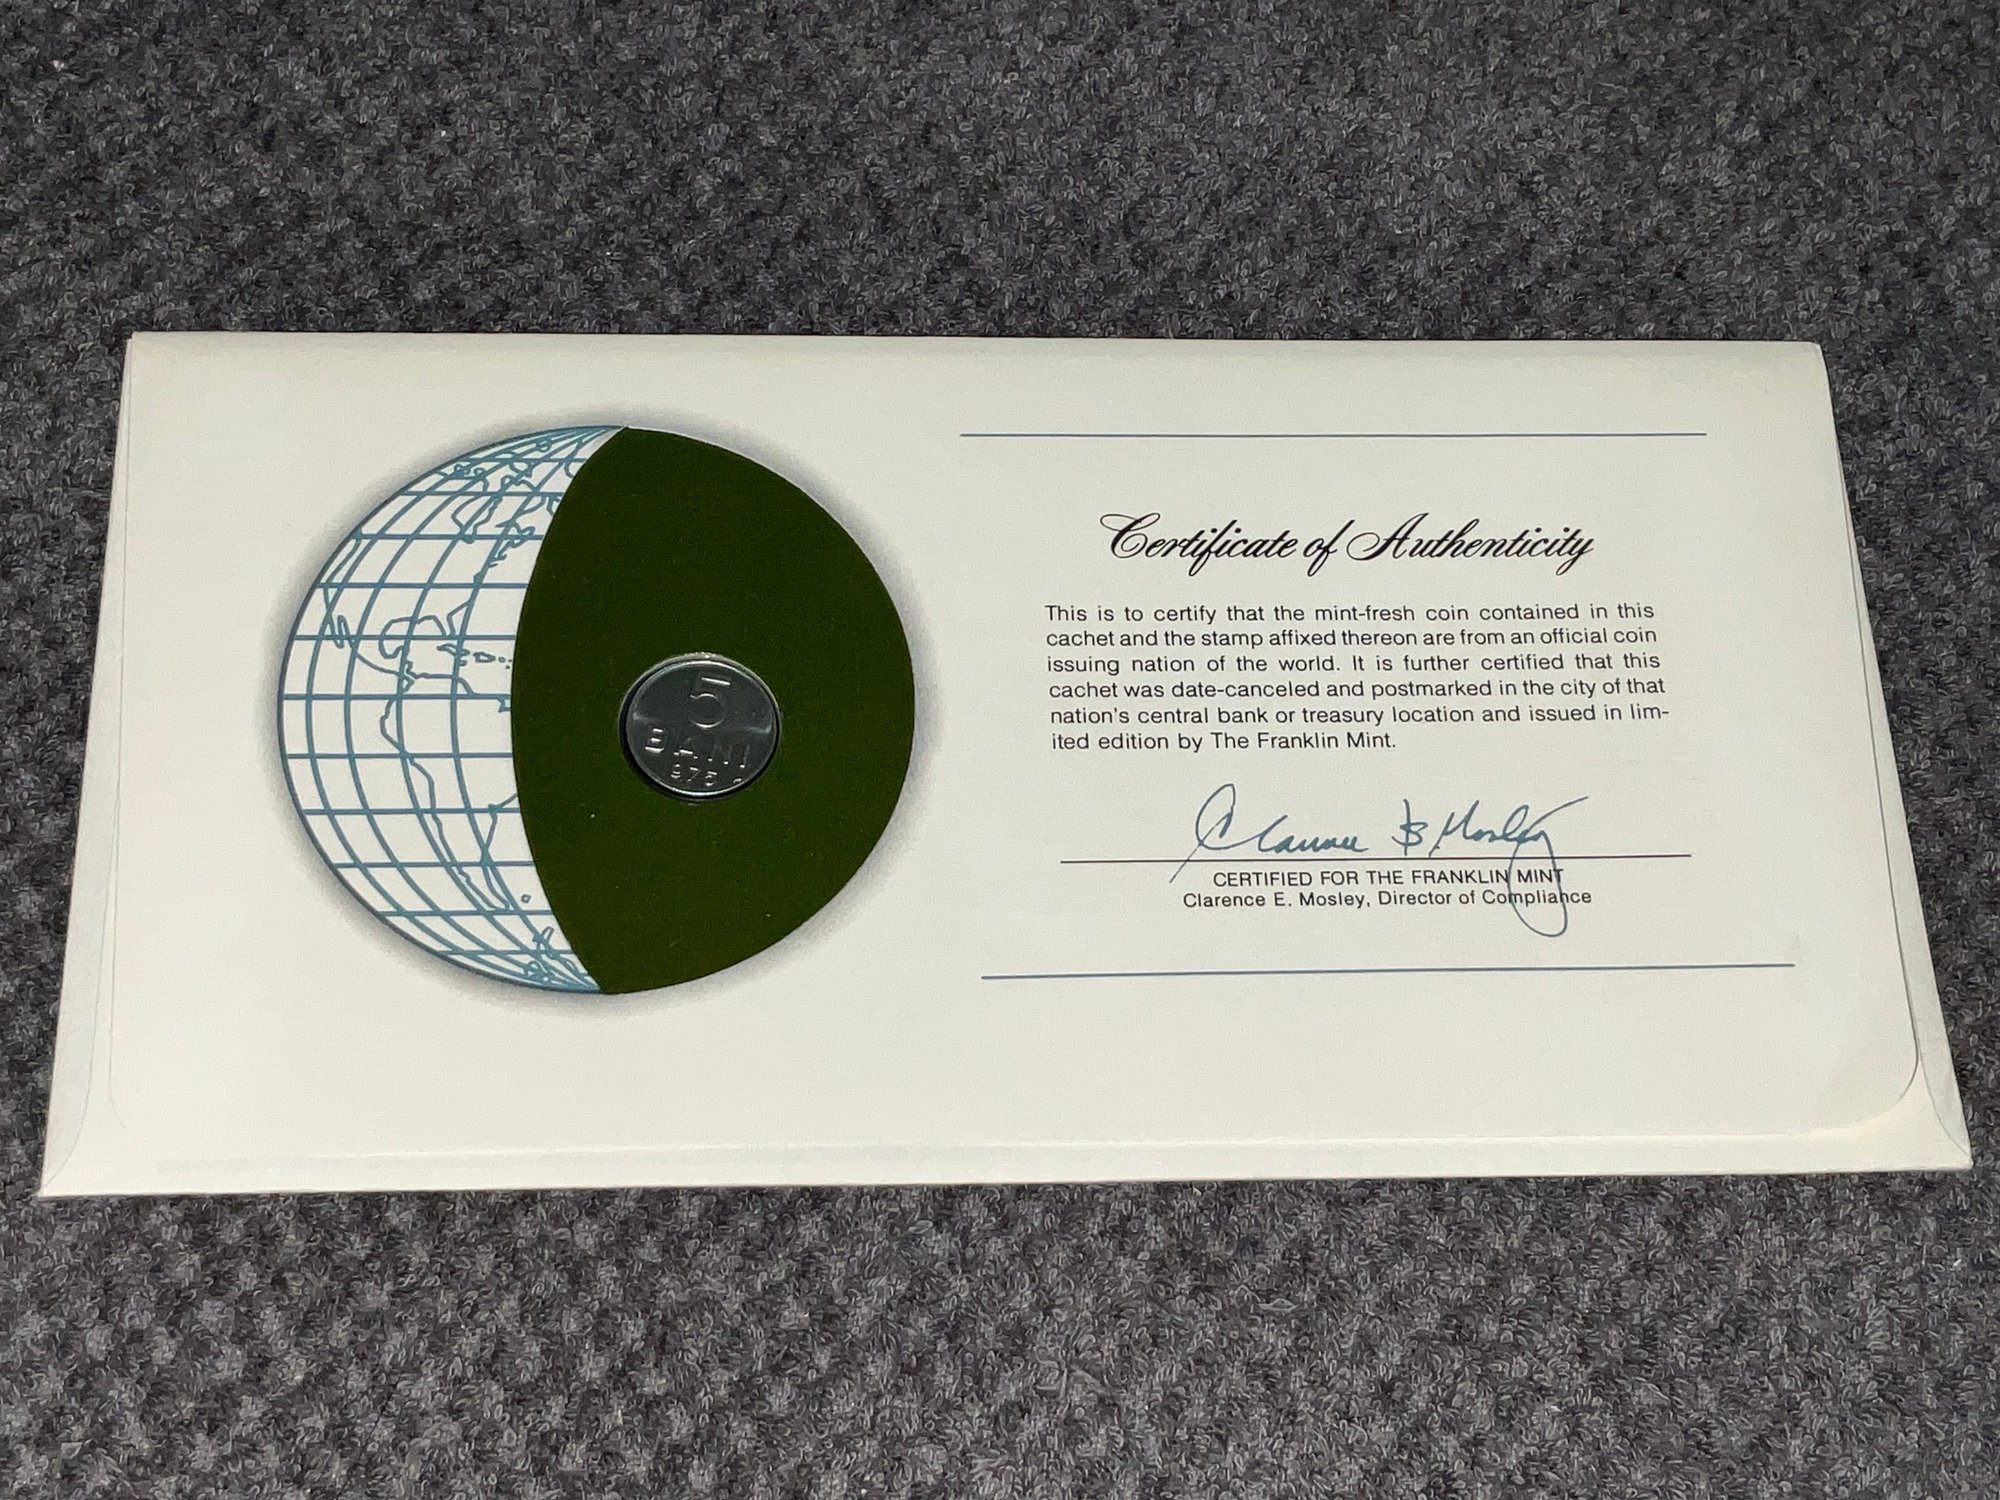 5
BANI
1975
Certificate of Authenticity
This is to certify that the mint-fresh coin contained in this
cachet and the stamp affixed thereon are from an official coin
issuing nation of the world. It is further certified that this
cachet was date-canceled and postmarked in the city of that
nation's central bank or treasury location and issued in lim-
ited edition by The Franklin Mint.
Clarence E Mosley
CERTIFIED FOR THE FRANKLIN MINT
Clarence E. Mosley, Director of Compliance